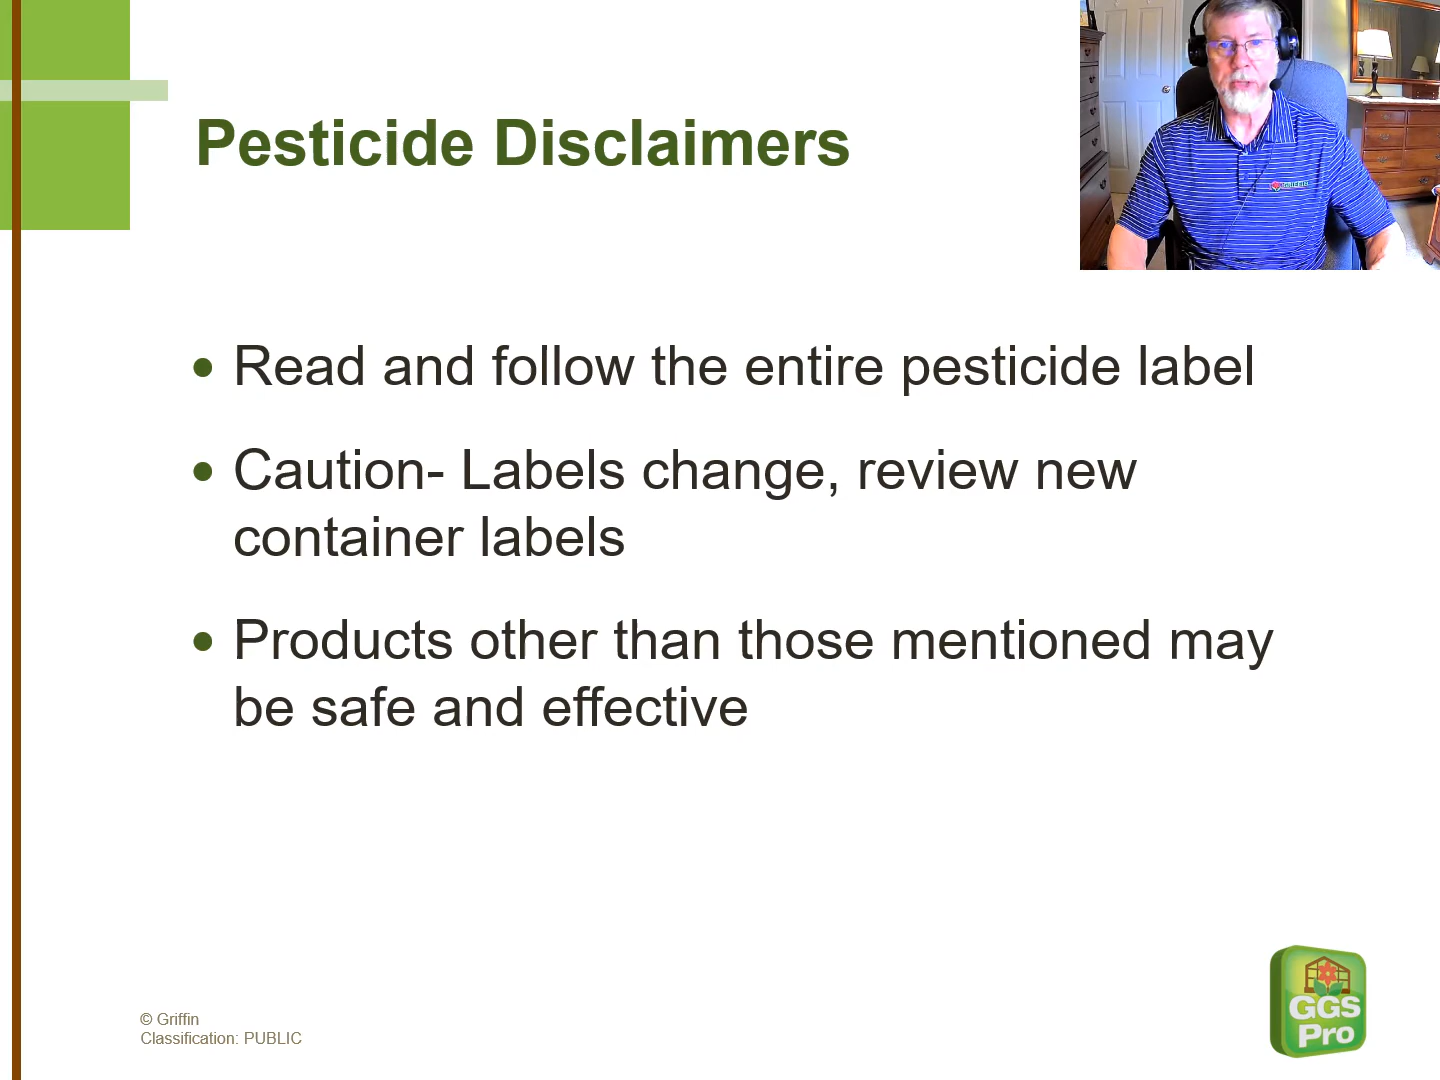 Pesticide Disclaimers
Read and follow the entire pesticide label
Caution- Labels change, review new
container labels
Products other than those mentioned may
be safe and effective
© Griffin
Classification: PUBLIC
GGS
Pro